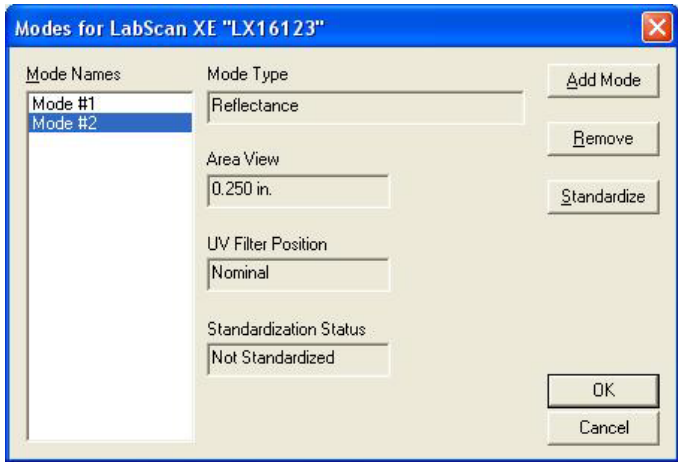 Modes for LabScan XE "LX16123"
Mode Names
Mode #1
Mode #2
Mode Type
Reflectance
Area View
0.250 in.
UV Filter Position
Nominal
Standardization Status
Not Standardized
Add Mode
Remove
Standardize
OK
Cancel